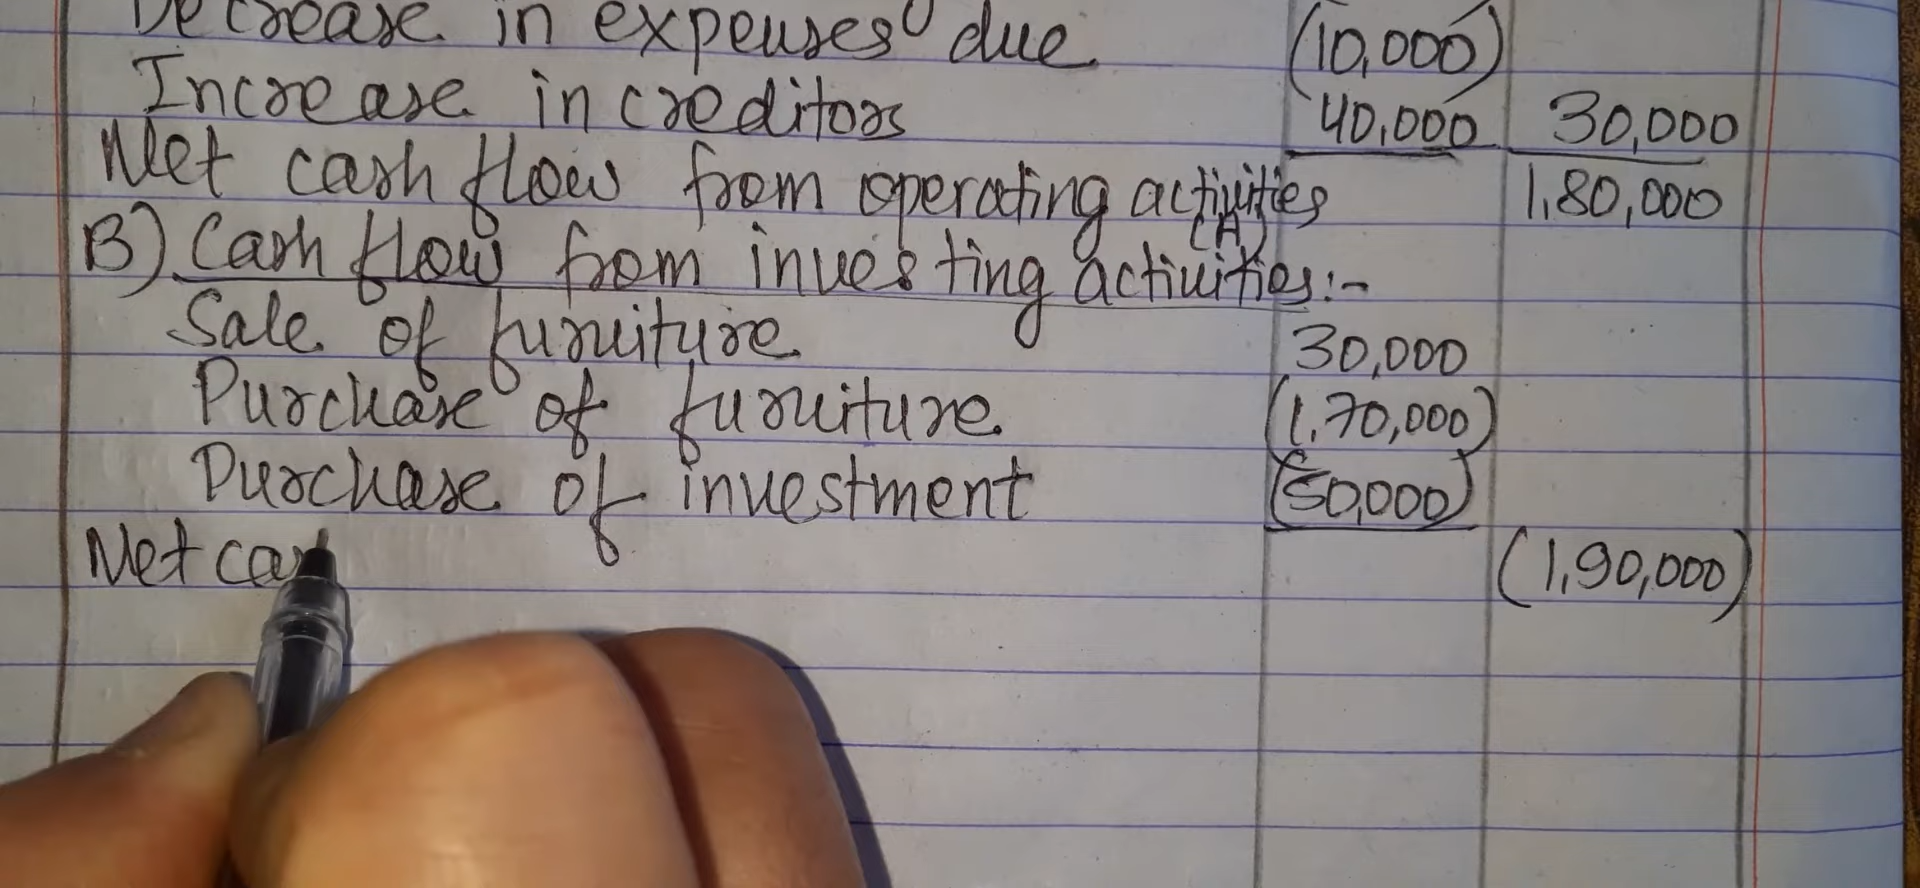 Decrease in expenses due (10,000)
Increase in creditors 40,000 30,000
Net cash flow from operating activities 1,80,000
(A)
B) Cash flow from investing activities:-
Sale of furniture 30,000
Purchase of furniture (1,70,000)
Purchase of investment (50,000)
Net cas (1,90,000)